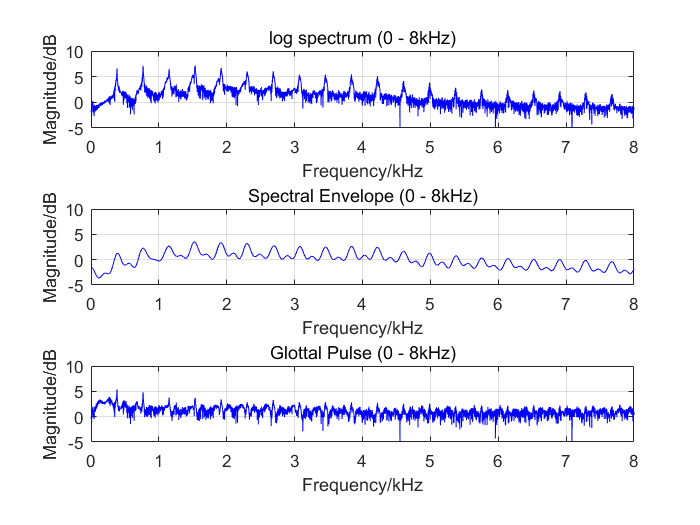 log spectrum (0 - 8kHz)
Magnitude/dB
10
5
0
-5
0 1 2 3 4 5 6 7 8
Frequency/kHz
Spectral Envelope (0 - 8kHz)
Magnitude/dB
10
5
0
-5
0 1 2 3 4 5 6 7 8
Frequency/kHz
Glottal Pulse (0 - 8kHz)
Magnitude/dB
10
5
0
-5
0 1 2 3 4 5 6 7 8
Frequency/kHz